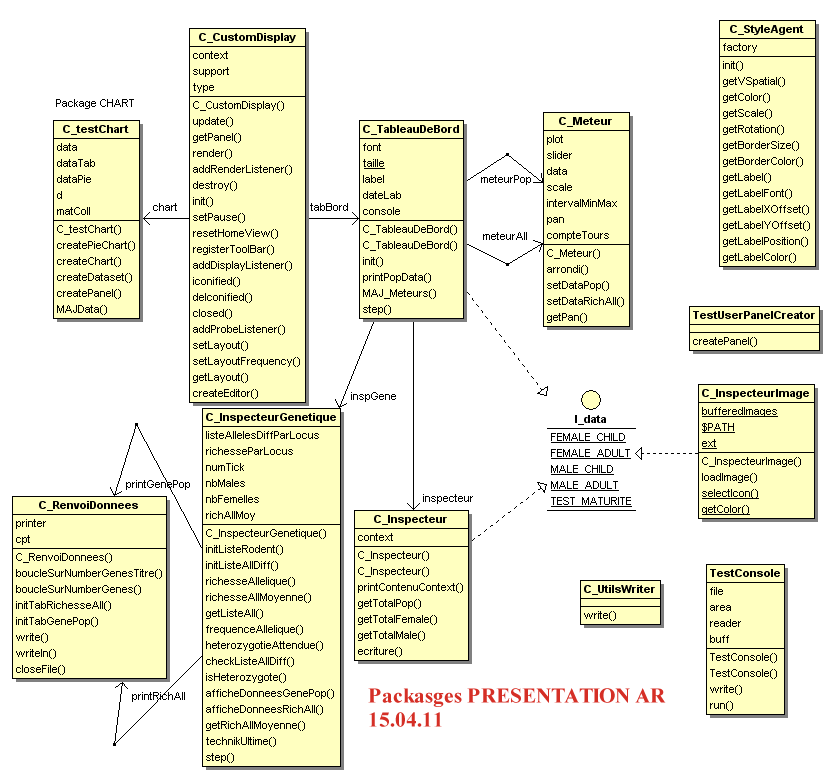 Package CHART
C_testChart
data
dataTab
dataPie
d
matColl
C_testChart()
createPieChart()
createChart()
createDataset()
createPanel()
MAJData()
chart
C_CustomDisplay
context
support
type
C_CustomDisplay()
update()
getPanel()
render()
addRenderListener()
destroy()
init()
setPause()
resetHomeView()
registerToolBar()
addDisplayListener()
iconified()
deIconified()
closed()
addProbeListener()
setLayout()
setLayoutFrequency()
getLayout()
createEditor()
tabBord
C_TableauDeBord
font
taille
label
dateLab
console
C_TableauDeBord()
C_TableauDeBord()
init()
printPopData()
MAJ_Meteurs()
step()
meteurPop
meteurAll
C_Meteur
plot
slider
data
scale
intervalMinMax
pan
compteTours
C_Meteur()
arrondi()
setDataPop()
setDataRichAll()
getPan()
C_StyleAgent
factory
init()
getVSpatial()
getColor()
getScale()
getRotation()
getBorderSize()
getBorderColor()
getLabel()
getLabelFont()
getLabelXOffset()
getLabelYOffset()
getLabelPosition()
getLabelColor()
TestUserPanelCreator
createPanel()
inspGene
C_InspecteurGenetique
listeAllelesDiffParLocus
richesseParLocus
numTick
nbMales
nbFemelles
richAllMoy
C_InspecteurGenetique()
initListeRodent()
initListeAllDiff()
richesseAllelique()
richesseAllMoyenne()
getListeAll()
frequenceAllelique()
heterozygotieAttendue()
checkListeAllDiff()
isHeterozygote()
afficheDonneesGenePop()
afficheDonneesRichAll()
getRichAllMoyenne()
technikUltime()
step()
printGenePop
C_RenvoiDonnees
printer
cpt
C_RenvoiDonnees()
boucleSurNumberGenesTitre()
boucleSurNumberGenes()
initTabRichesseAll()
initTabGenePop()
write()
writeln()
closeFile()
printRichAll
inspecteur
C_Inspecteur
context
C_Inspecteur()
C_Inspecteur()
printContenuContext()
getTotalPop()
getTotalFemale()
getTotalMale()
ecriture()
I_data
FEMALE_CHILD
FEMALE_ADULT
MALE_CHILD
MALE_ADULT
TEST_MATURITE
C_InspecteurImage
bufferedImages
$PATH
ext
C_InspecteurImage()
loadImage()
selectIcon()
getColor()
C_UtilsWriter
write()
TestConsole
file
area
reader
buff
TestConsole()
TestConsole()
write()
run()
Packasges PRESENTATION AR
15.04.11